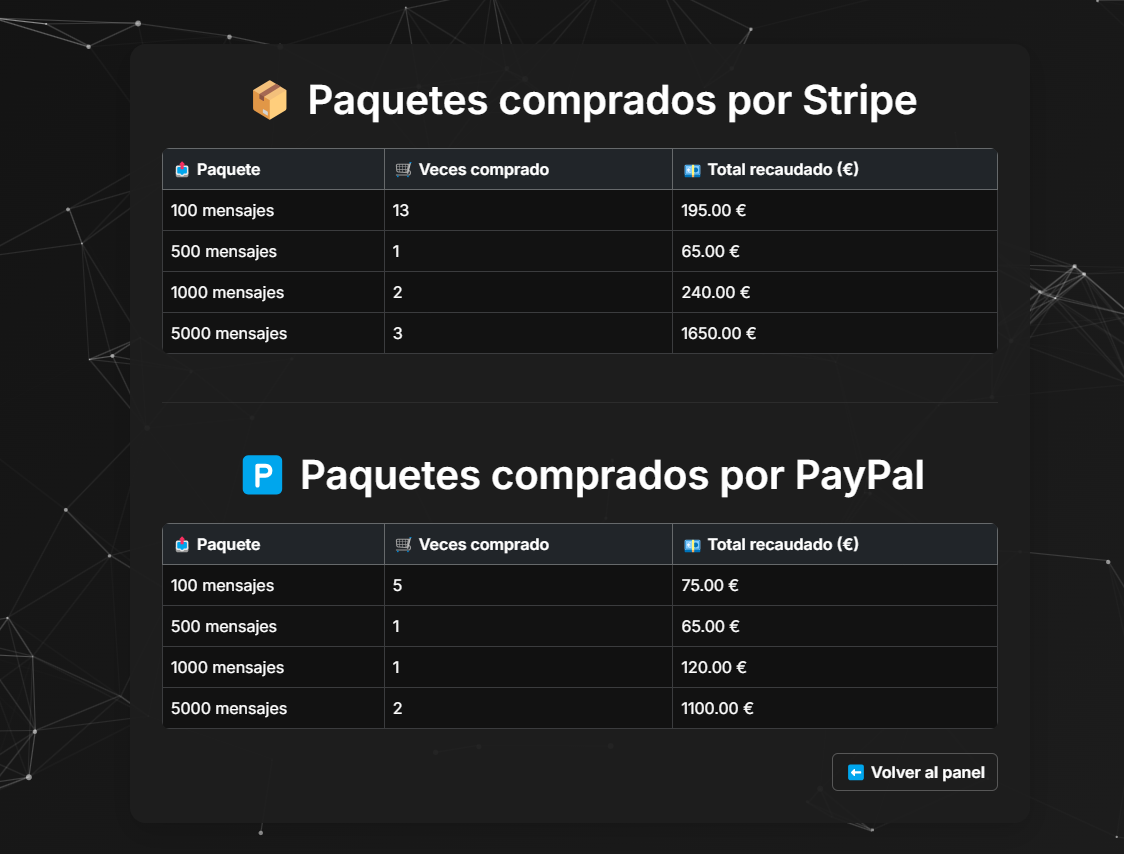 📦 Paquetes comprados por Stripe
📤 Paquete 🛒 Veces comprado 💶 Total recaudado (€)
100 mensajes 13 195.00 €
500 mensajes 1 65.00 €
1000 mensajes 2 240.00 €
5000 mensajes 3 1650.00 €
🅿️ Paquetes comprados por PayPal
📤 Paquete 🛒 Veces comprado 💶 Total recaudado (€)
100 mensajes 5 75.00 €
500 mensajes 1 65.00 €
1000 mensajes 1 120.00 €
5000 mensajes 2 1100.00 €
⬅️ Volver al panel